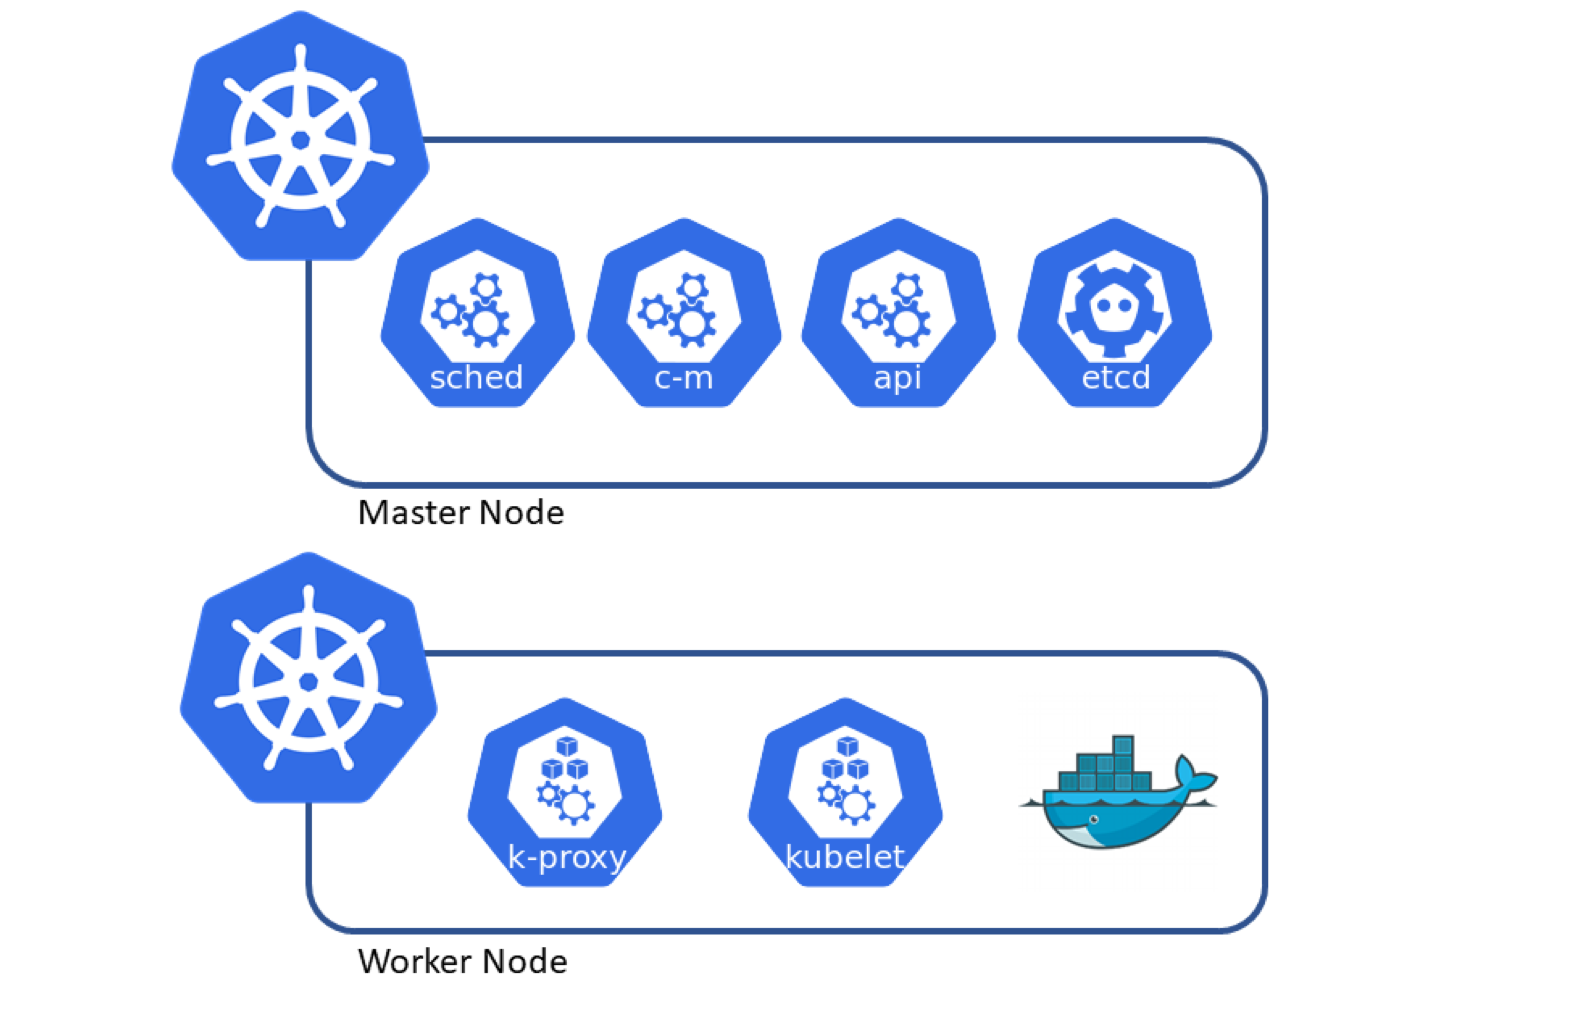 sched
c-m
api
etcd
Master Node
k-proxy
kubelet
Worker Node